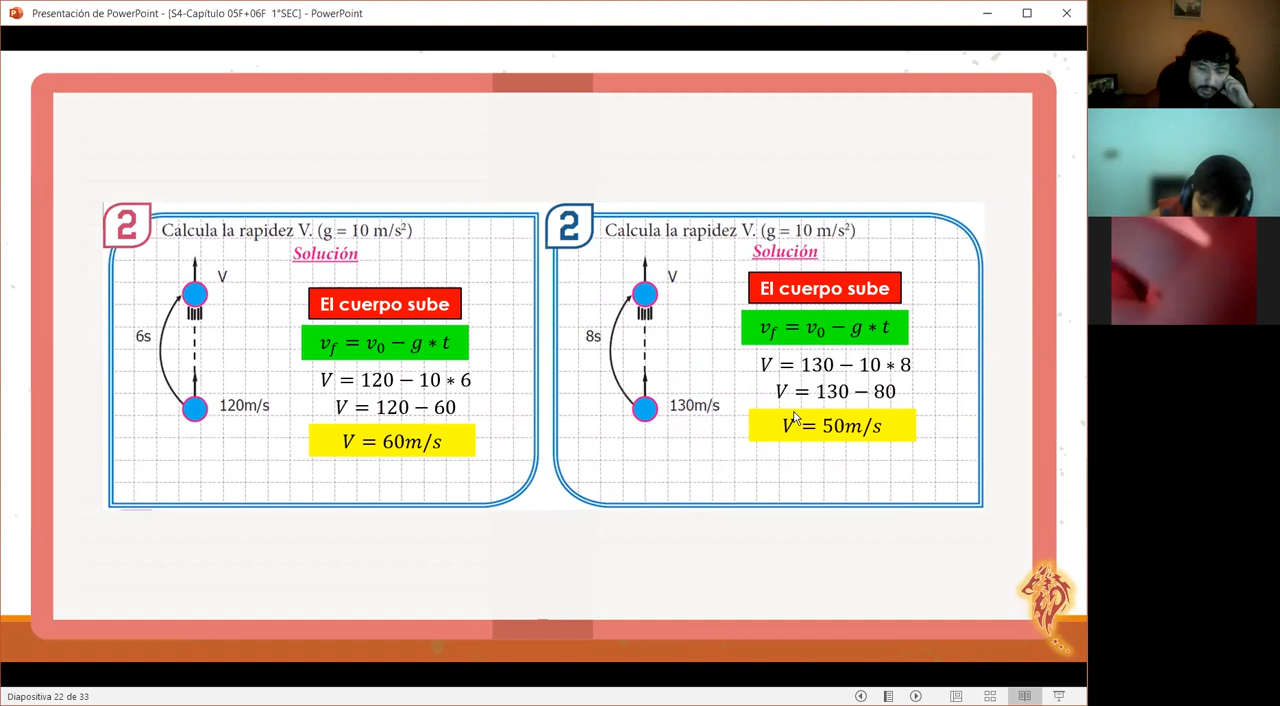 Presentación de PowerPoint - [S4-Capítulo 05F+06F 1°SEC] - PowerPoint
2
Calcula la rapidez V. (g = 10 m/s²)
Solución
V
El cuerpo sube
6s
v_f = v_0 − g * t
V = 120 − 10 * 6
120m/s
V = 120 − 60
V = 60m/s
2
Calcula la rapidez V. (g = 10 m/s²)
Solución
V
El cuerpo sube
8s
v_f = v_0 − g * t
V = 130 − 10 * 8
V = 130 − 80
130m/s
V = 50m/s
Diapositiva 22 de 33